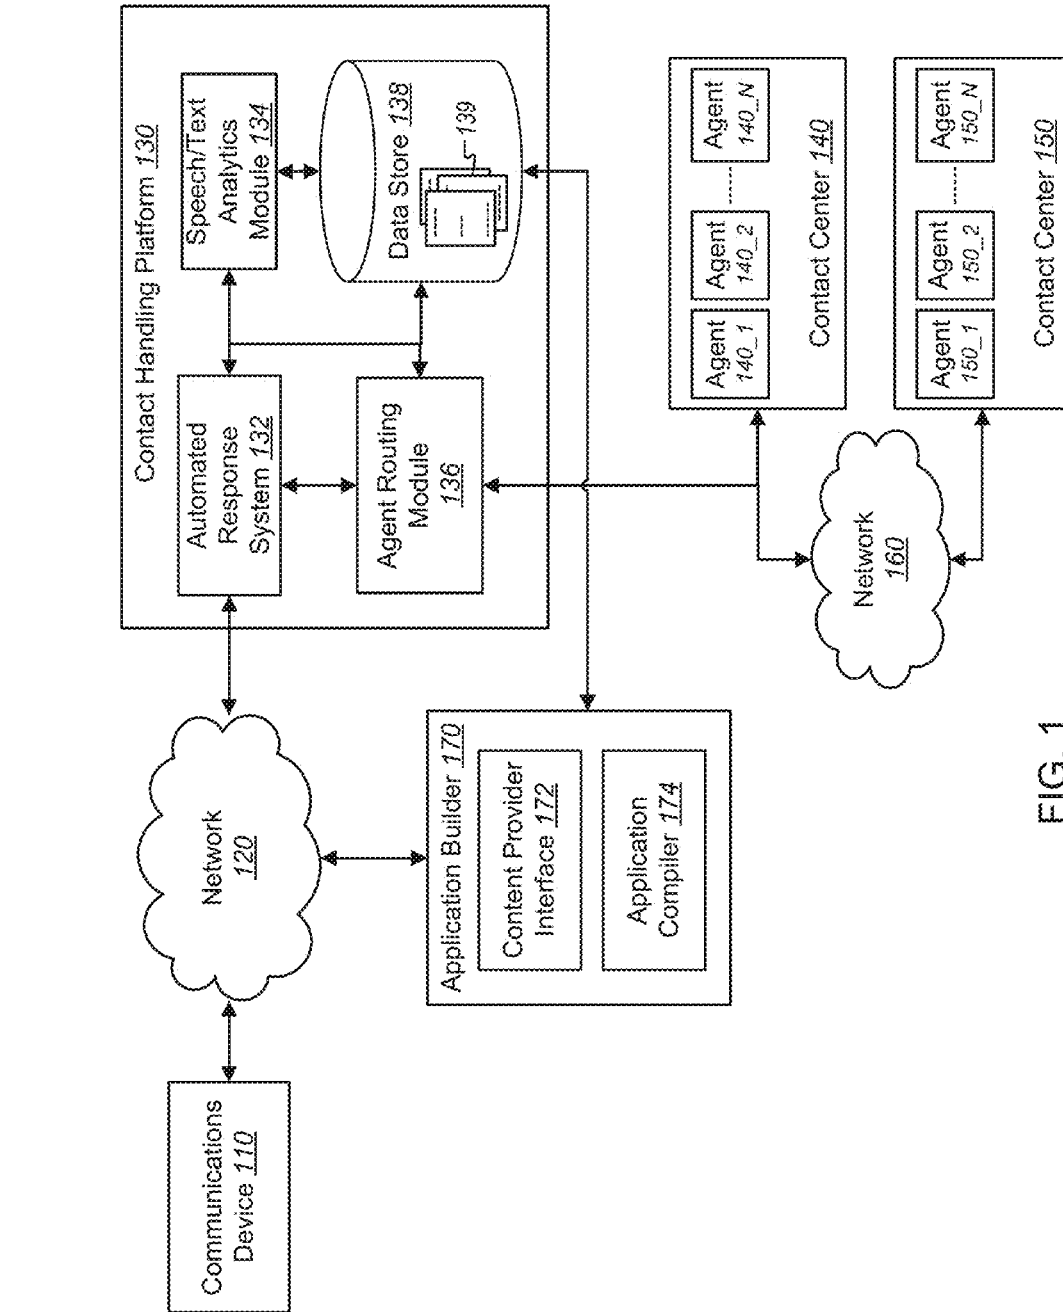 Contact Handling Platform 130
Communications
Device 110
Network
120
Automated
Response
System 132
Speech/Text
Analytics
Module 134
Agent Routing
Module
136
Data Store 138
139
Application Builder 170
Content Provider
Interface 172
Application
Compiler 174
Agent
140_1
Agent
140_2
Agent
140_N
Contact Center 140
Network
160
Agent
150_1
Agent
150_2
Agent
150_N
Contact Center 150
FIG. 1